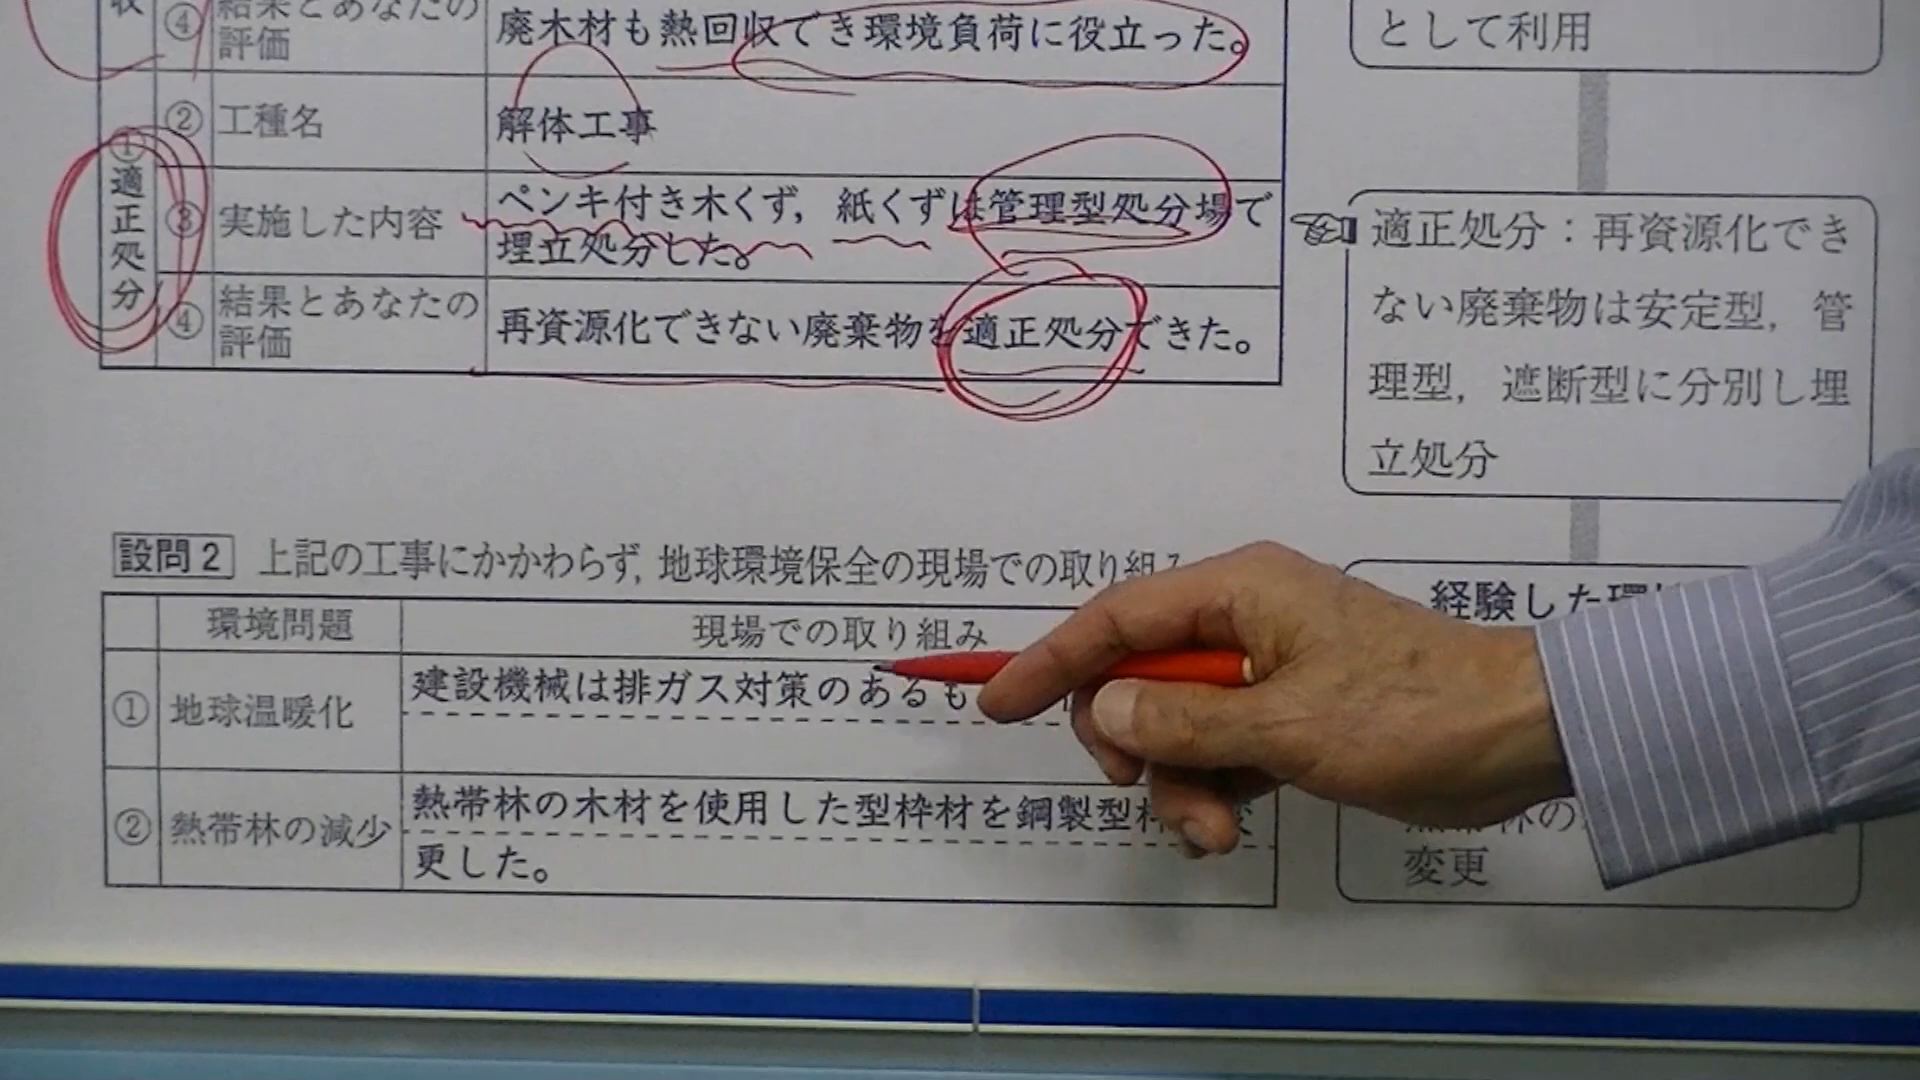 収
④ 結果とあなたの
評価
廃木材も熱回収でき環境負荷に役立った。
として利用
①適正処分
② 工種名
解体工事
③ 実施した内容
ペンキ付き木くず，紙くずは管理型処分場で
埋立処分した。
④ 結果とあなたの
評価
再資源化できない廃棄物を適正処分できた。
適正処分：再資源化でき
ない廃棄物は安定型，管
理型，遮断型に分別し埋
立処分
設問2 上記の工事にかかわらず，地球環境保全の現場での取り組み
環境問題
現場での取り組み
① 地球温暖化
建設機械は排ガス対策のあるも
② 熱帯林の減少
熱帯林の木材を使用した型枠材を鋼製型枠
更した。
経験した環
変更